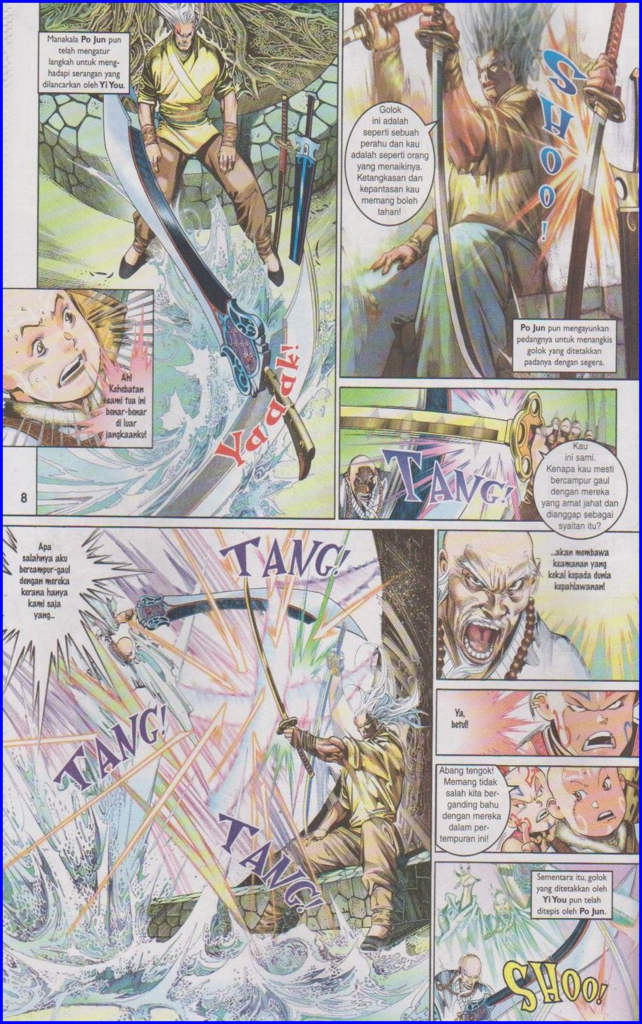 Manakala Po Jun pun
telah mengatur
langkah untuk meng-
hadapi serangan yang
dilancarkan oleh Yi You.
YAAAK!
Ah!
Kehebatan
sami tua ini
benar-benar
di luar
jangkaanku!
8
Golok
ini adalah
seperti sebuah
perahu dan kau
adalah seperti orang
yang menaikinya.
Ketangkasan dan
kepantasan kau
memang boleh
tahan!
SHOO!
Po Jun pun mengayunkan
pedangnya untuk menangkis
golok yang ditetakkan
padanya dengan segera.
TANG!
Kau
ini sami.
Kenapa kau mesti
bercampur gaul
dengan mereka
yang amat jahat dan
dianggap sebagai
syaitan itu?
Apa
salahnya aku
bercampur-gaul
dengan mereka
kerana hanya
kami saja
yang...
TANG!
TANG!
TANG!
...akan membawa
keamanan yang
kekal kepada dunia
kepahlawanan!
Ya,
betul!
Abang tengok!
Memang tidak
salah kita ber-
ganding bahu
dengan mereka
dalam per-
tempuran ini!
Sementara itu, golok
yang ditetakkan oleh
Yi You pun telah
ditepis oleh Po Jun.
SHOO!